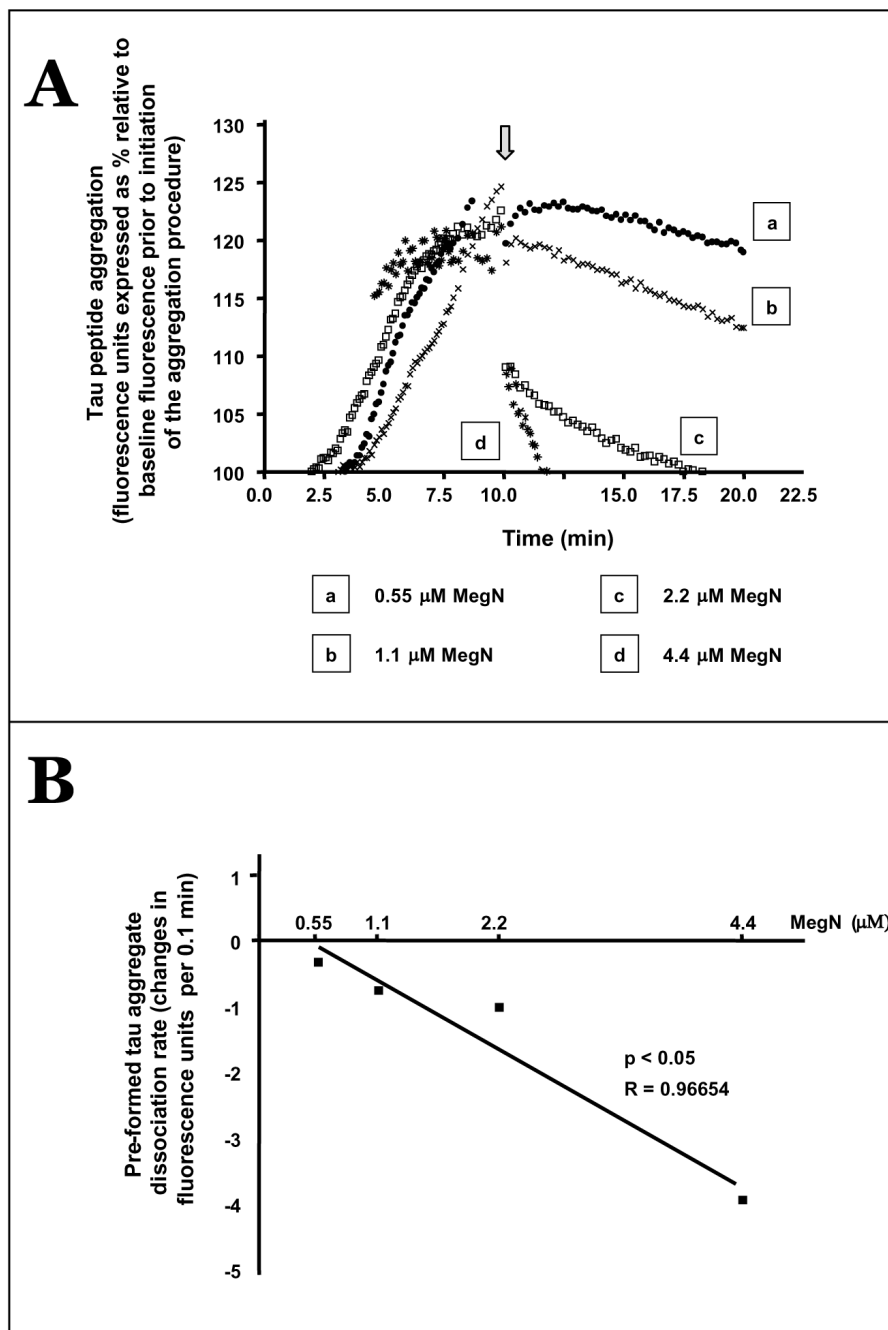 A
Tau peptide aggregation
(fluorescence units expressed as % relative to
baseline fluorescence prior to initiation
of the aggregation procedure)
130
125
120
115
110
105
100
0.0
2.5
5.0
7.5
10.0
15.0
17.5
20.0
22.5
a
b
c
d
Time (min)
a 0.55 μM MegN
c 2.2 μM MegN
b 1.1 μM MegN
d 4.4 μM MegN
B
Pre-formed tau aggregate
dissociation rate (changes in
fluorescence units per 0.1 min)
1
0
-1
-2
-3
-4
-5
0.55
1.1
2.2
4.4
MegN (μM)
p < 0.05
R = 0.96654